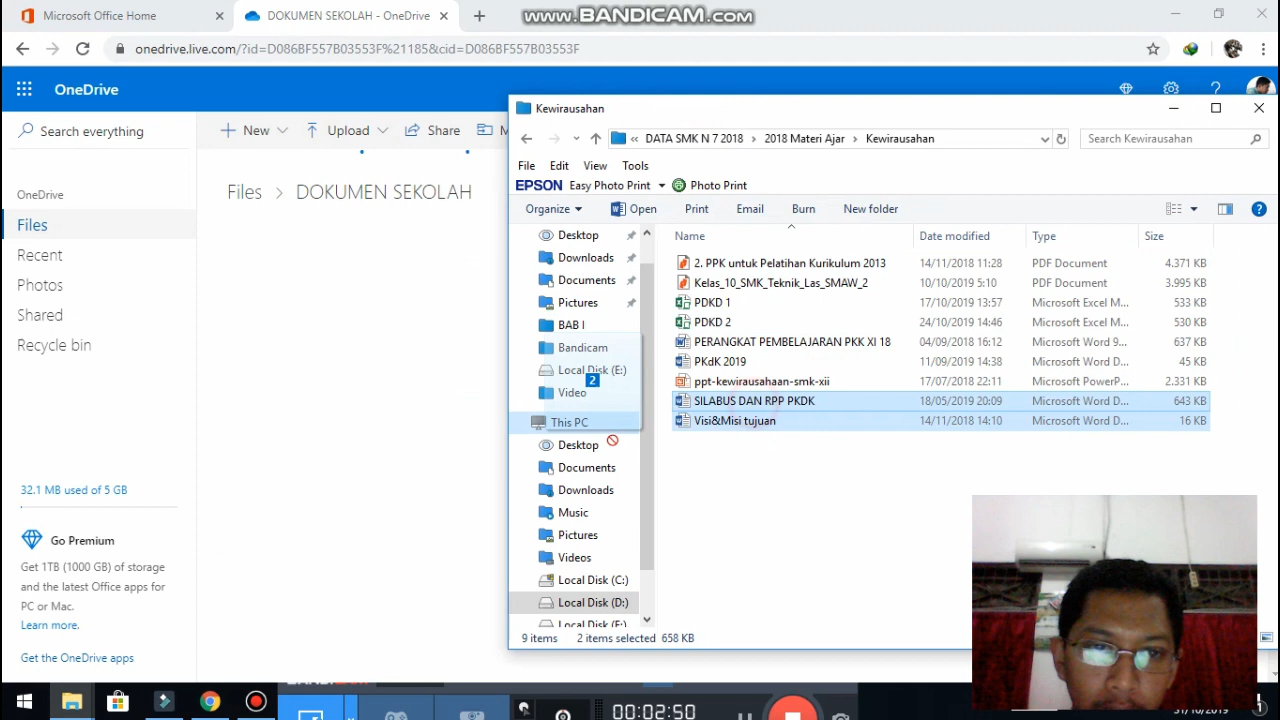 Microsoft Office Home
DOKUMEN SEKOLAH - OneDrive
www.BANDICAM.com
onedrive.live.com/?id=D086BF557B03553F%21185&cid=D086BF557B03553F
OneDrive
Search everything
New
Upload
Share
M
OneDrive
Files
Recent
Photos
Shared
Recycle bin
Files > DOKUMEN SEKOLAH
32.1 MB used of 5 GB
Go Premium
Get 1TB (1000 GB) of storage
and the latest Office apps for
PC or Mac.
Learn more.
Get the OneDrive apps
Kewirausahan
« DATA SMK N 7 2018 > 2018 Materi Ajar > Kewirausahan
Search Kewirausahan
File Edit View Tools
EPSON Easy Photo Print Photo Print
Organize Open Print Email Burn New folder
Desktop
Downloads
Documents
Pictures
BAB I
Bandicam
Local Disk (E:)
2
Video
This PC
Desktop
Documents
Downloads
Music
Pictures
Videos
Local Disk (C:)
Local Disk (D:)
Name Date modified Type Size
2. PPK untuk Pelatihan Kurikulum 2013 14/11/2018 11:28 PDF Document 4.371 KB
Kelas_10_SMK_Teknik_Las_SMAW_2 10/10/2019 5:10 PDF Document 3.995 KB
PDKD 1 17/10/2019 13:57 Microsoft Excel M... 533 KB
PDKD 2 24/10/2019 14:46 Microsoft Excel M... 530 KB
PERANGKAT PEMBELAJARAN PKK XI 18 04/09/2018 16:12 Microsoft Word 9... 637 KB
PKdK 2019 11/09/2019 14:38 Microsoft Word D... 45 KB
ppt-kewirausahaan-smk-xii 17/07/2018 22:11 Microsoft PowerP... 2.331 KB
SILABUS DAN RPP PKDK 18/05/2019 20:09 Microsoft Word D... 643 KB
Visi&Misi tujuan 14/11/2018 14:10 Microsoft Word D... 16 KB
9 items 2 items selected 658 KB
00:02:50
31/10/2019